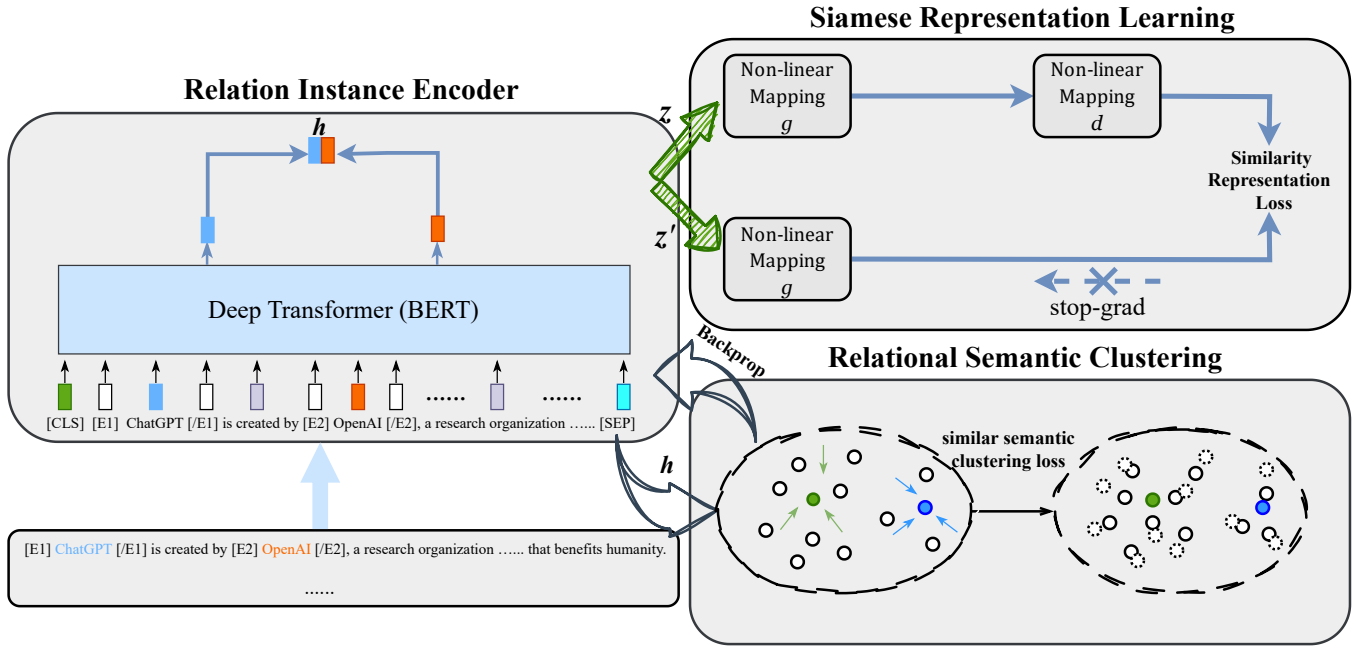 Siamese Representation Learning
Relation Instance Encoder
h
z
z'
Non-linear
Mapping
g
Non-linear
Mapping
d
Similarity
Representation
Loss
Non-linear
Mapping
g
stop-grad
Deep Transformer (BERT)
...... ......
[CLS] [E1] ChatGPT [/E1] is created by [E2] OpenAI [/E2], a research organization …... [SEP]
Backprop
h
Relational Semantic Clustering
similar semantic
clustering loss
[E1] ChatGPT [/E1] is created by [E2] OpenAI [/E2], a research organization …... that benefits humanity.
......